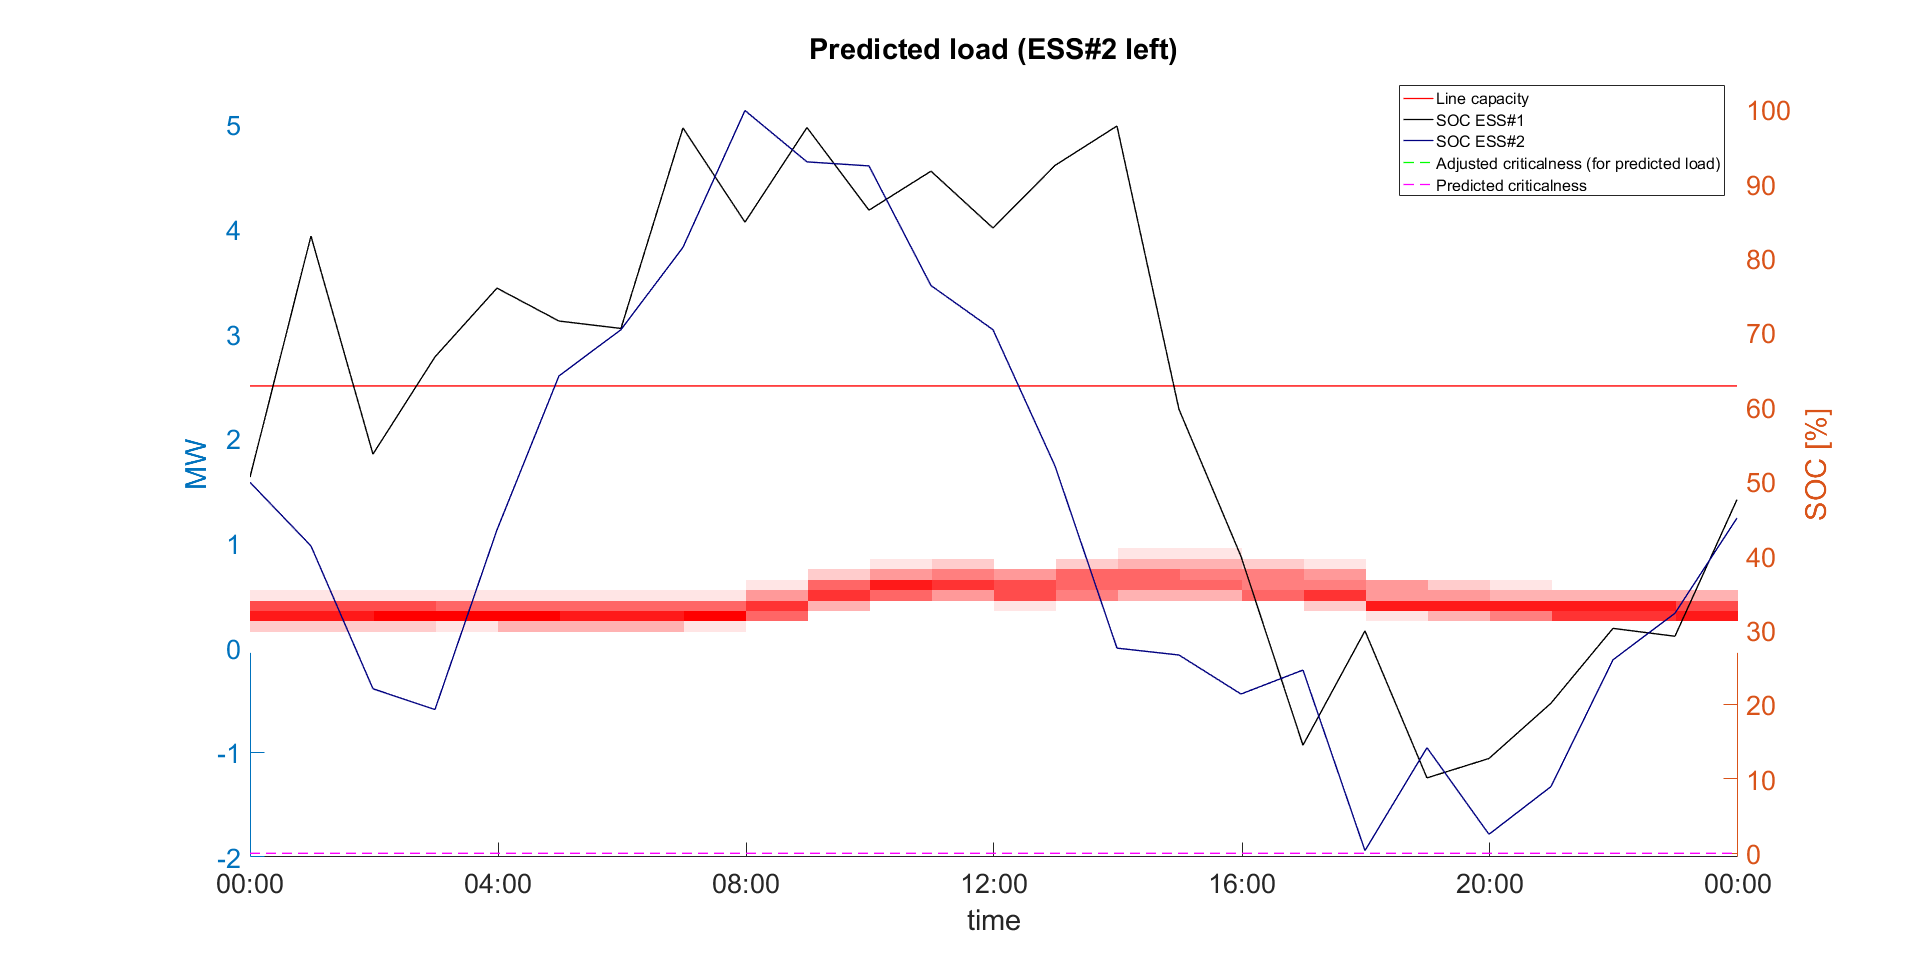 Predicted load (ESS#2 left)
Line capacity
SOC ESS#1
SOC ESS#2
Adjusted criticalness (for predicted load)
Predicted criticalness
5
4
3
2
1
0
-1
-2
MW
100
90
80
70
60
50
40
30
20
10
0
SOC [%]
00:00 04:00 08:00 12:00 16:00 20:00 00:00
time